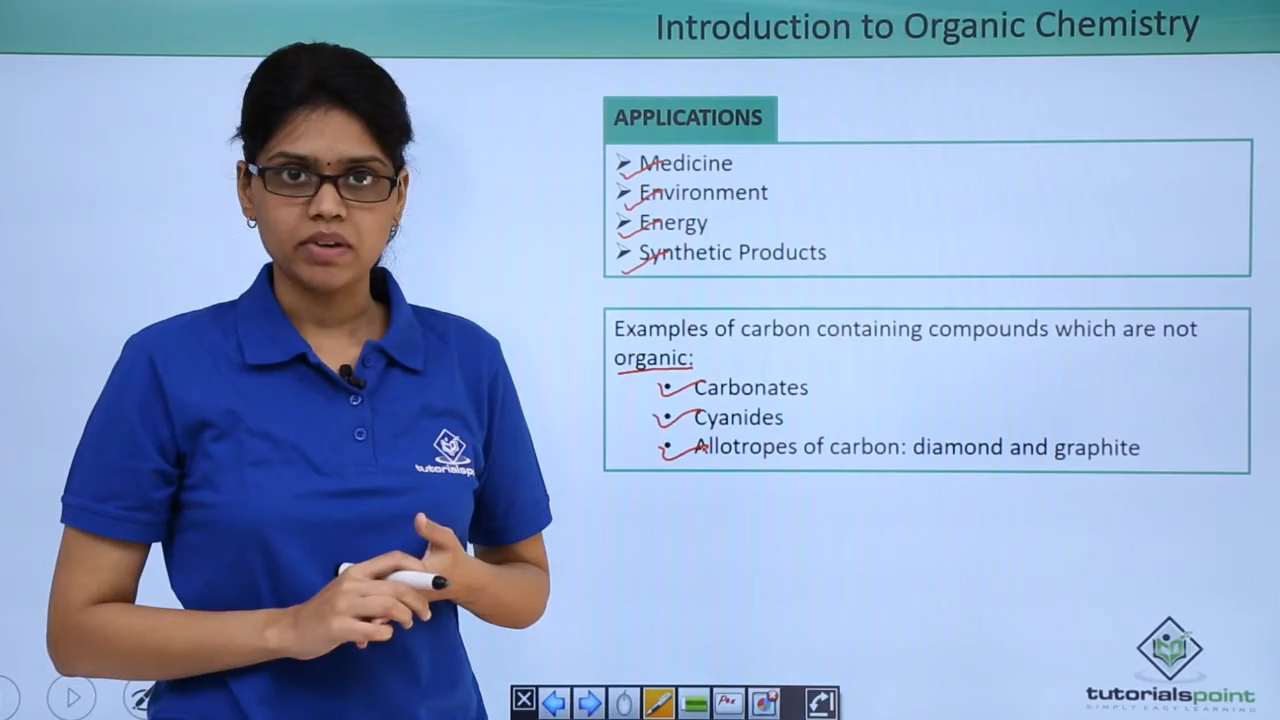 Introduction to Organic Chemistry
APPLICATIONS
➤ Medicine
➤ Environment
➤ Energy
➤ Synthetic Products
Examples of carbon containing compounds which are not
organic:
• Carbonates
• Cyanides
• Allotropes of carbon: diamond and graphite
tutorialspoint
SIMPLY EASY LEARNING
tutorialsp